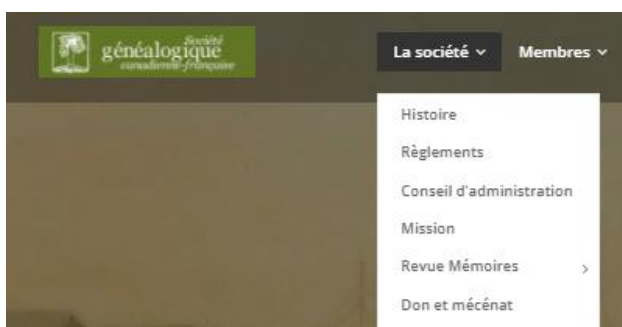 Société
généalogique
canadienne-française
La société
Membres
Histoire
Règlements
Conseil d'administration
Mission
Revue Mémoires
Don et mécénat